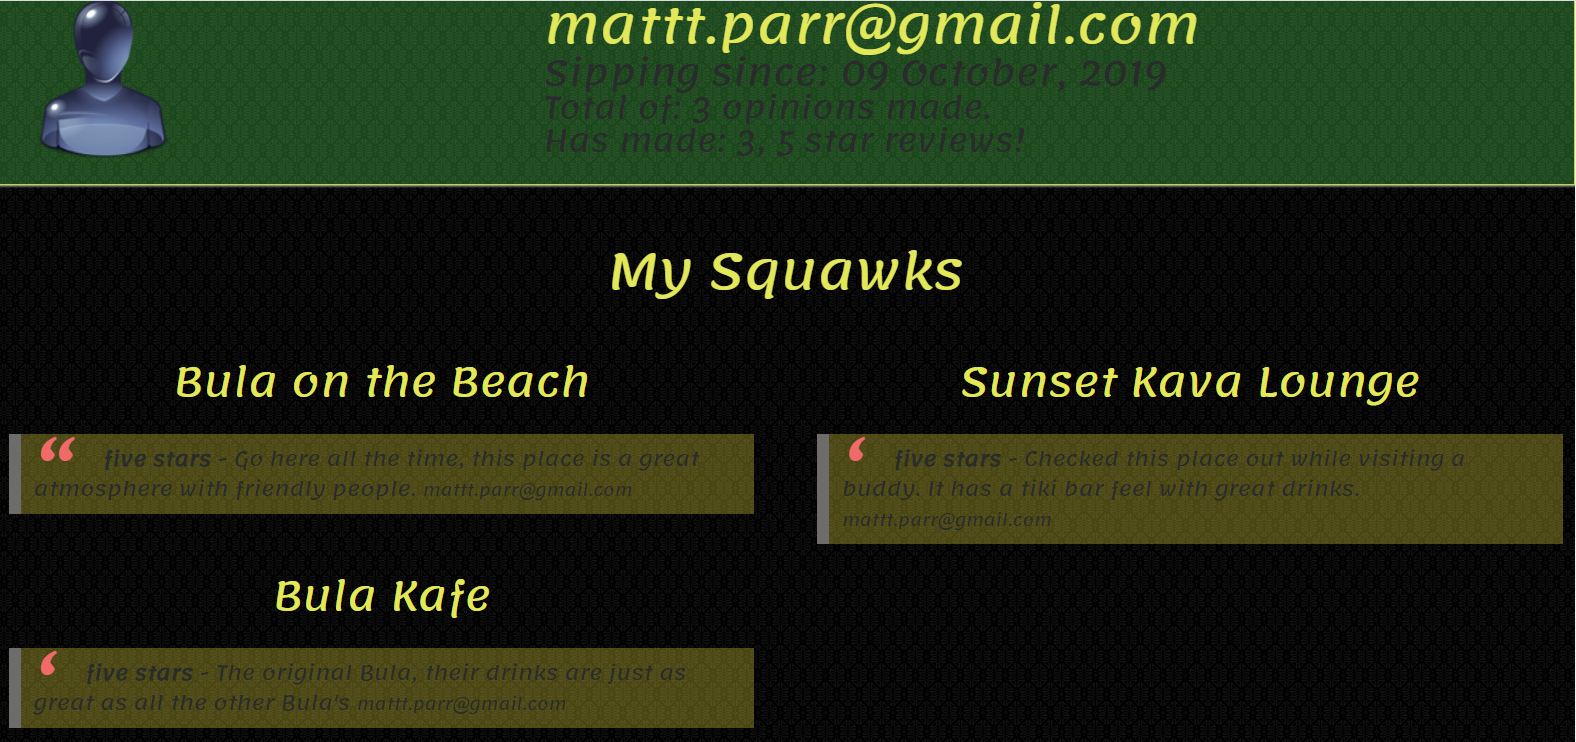 mattt.parr@gmail.com
Sipping since: 09 October, 2019
Total of: 3 opinions made.
Has made: 3, 5 star reviews!
My Squawks
Bula on the Beach
“ five stars - Go here all the time, this place is a great
atmosphere with friendly people. mattt.parr@gmail.com
Sunset Kava Lounge
‘ five stars - Checked this place out while visiting a
buddy. It has a tiki bar feel with great drinks.
mattt.parr@gmail.com
Bula Kafe
‘ five stars - The original Bula, their drinks are just as
great as all the other Bula's mattt.parr@gmail.com